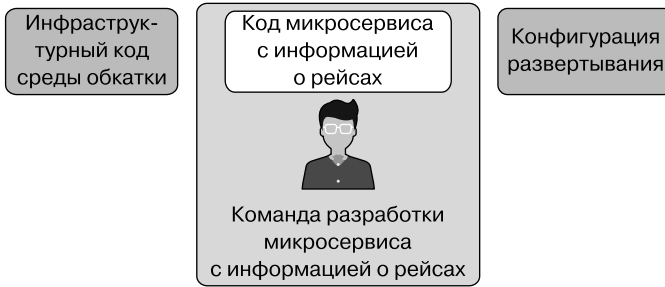 Инфраструк-
турный код
среды обкатки
Код микросервиса
с информацией
о рейсах
Команда разработки
микросервиса
с информацией о рейсах
Конфигурация
развертывания